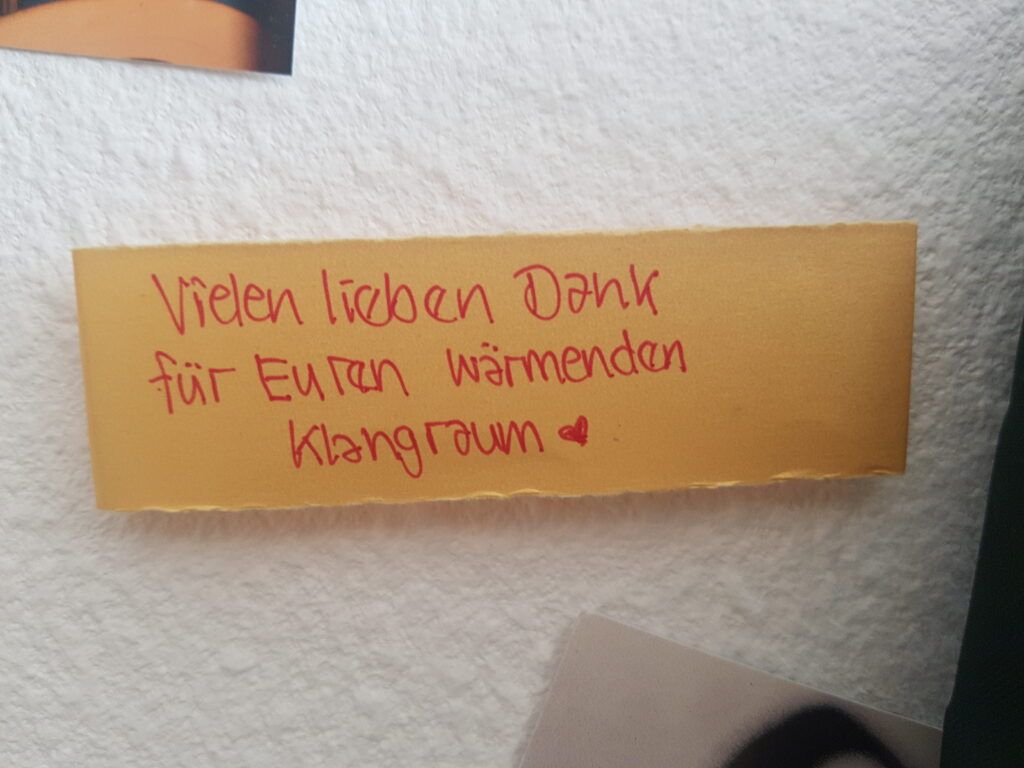 Vielen lieben Dank
für Euren wärmenden
Klangraum ♥